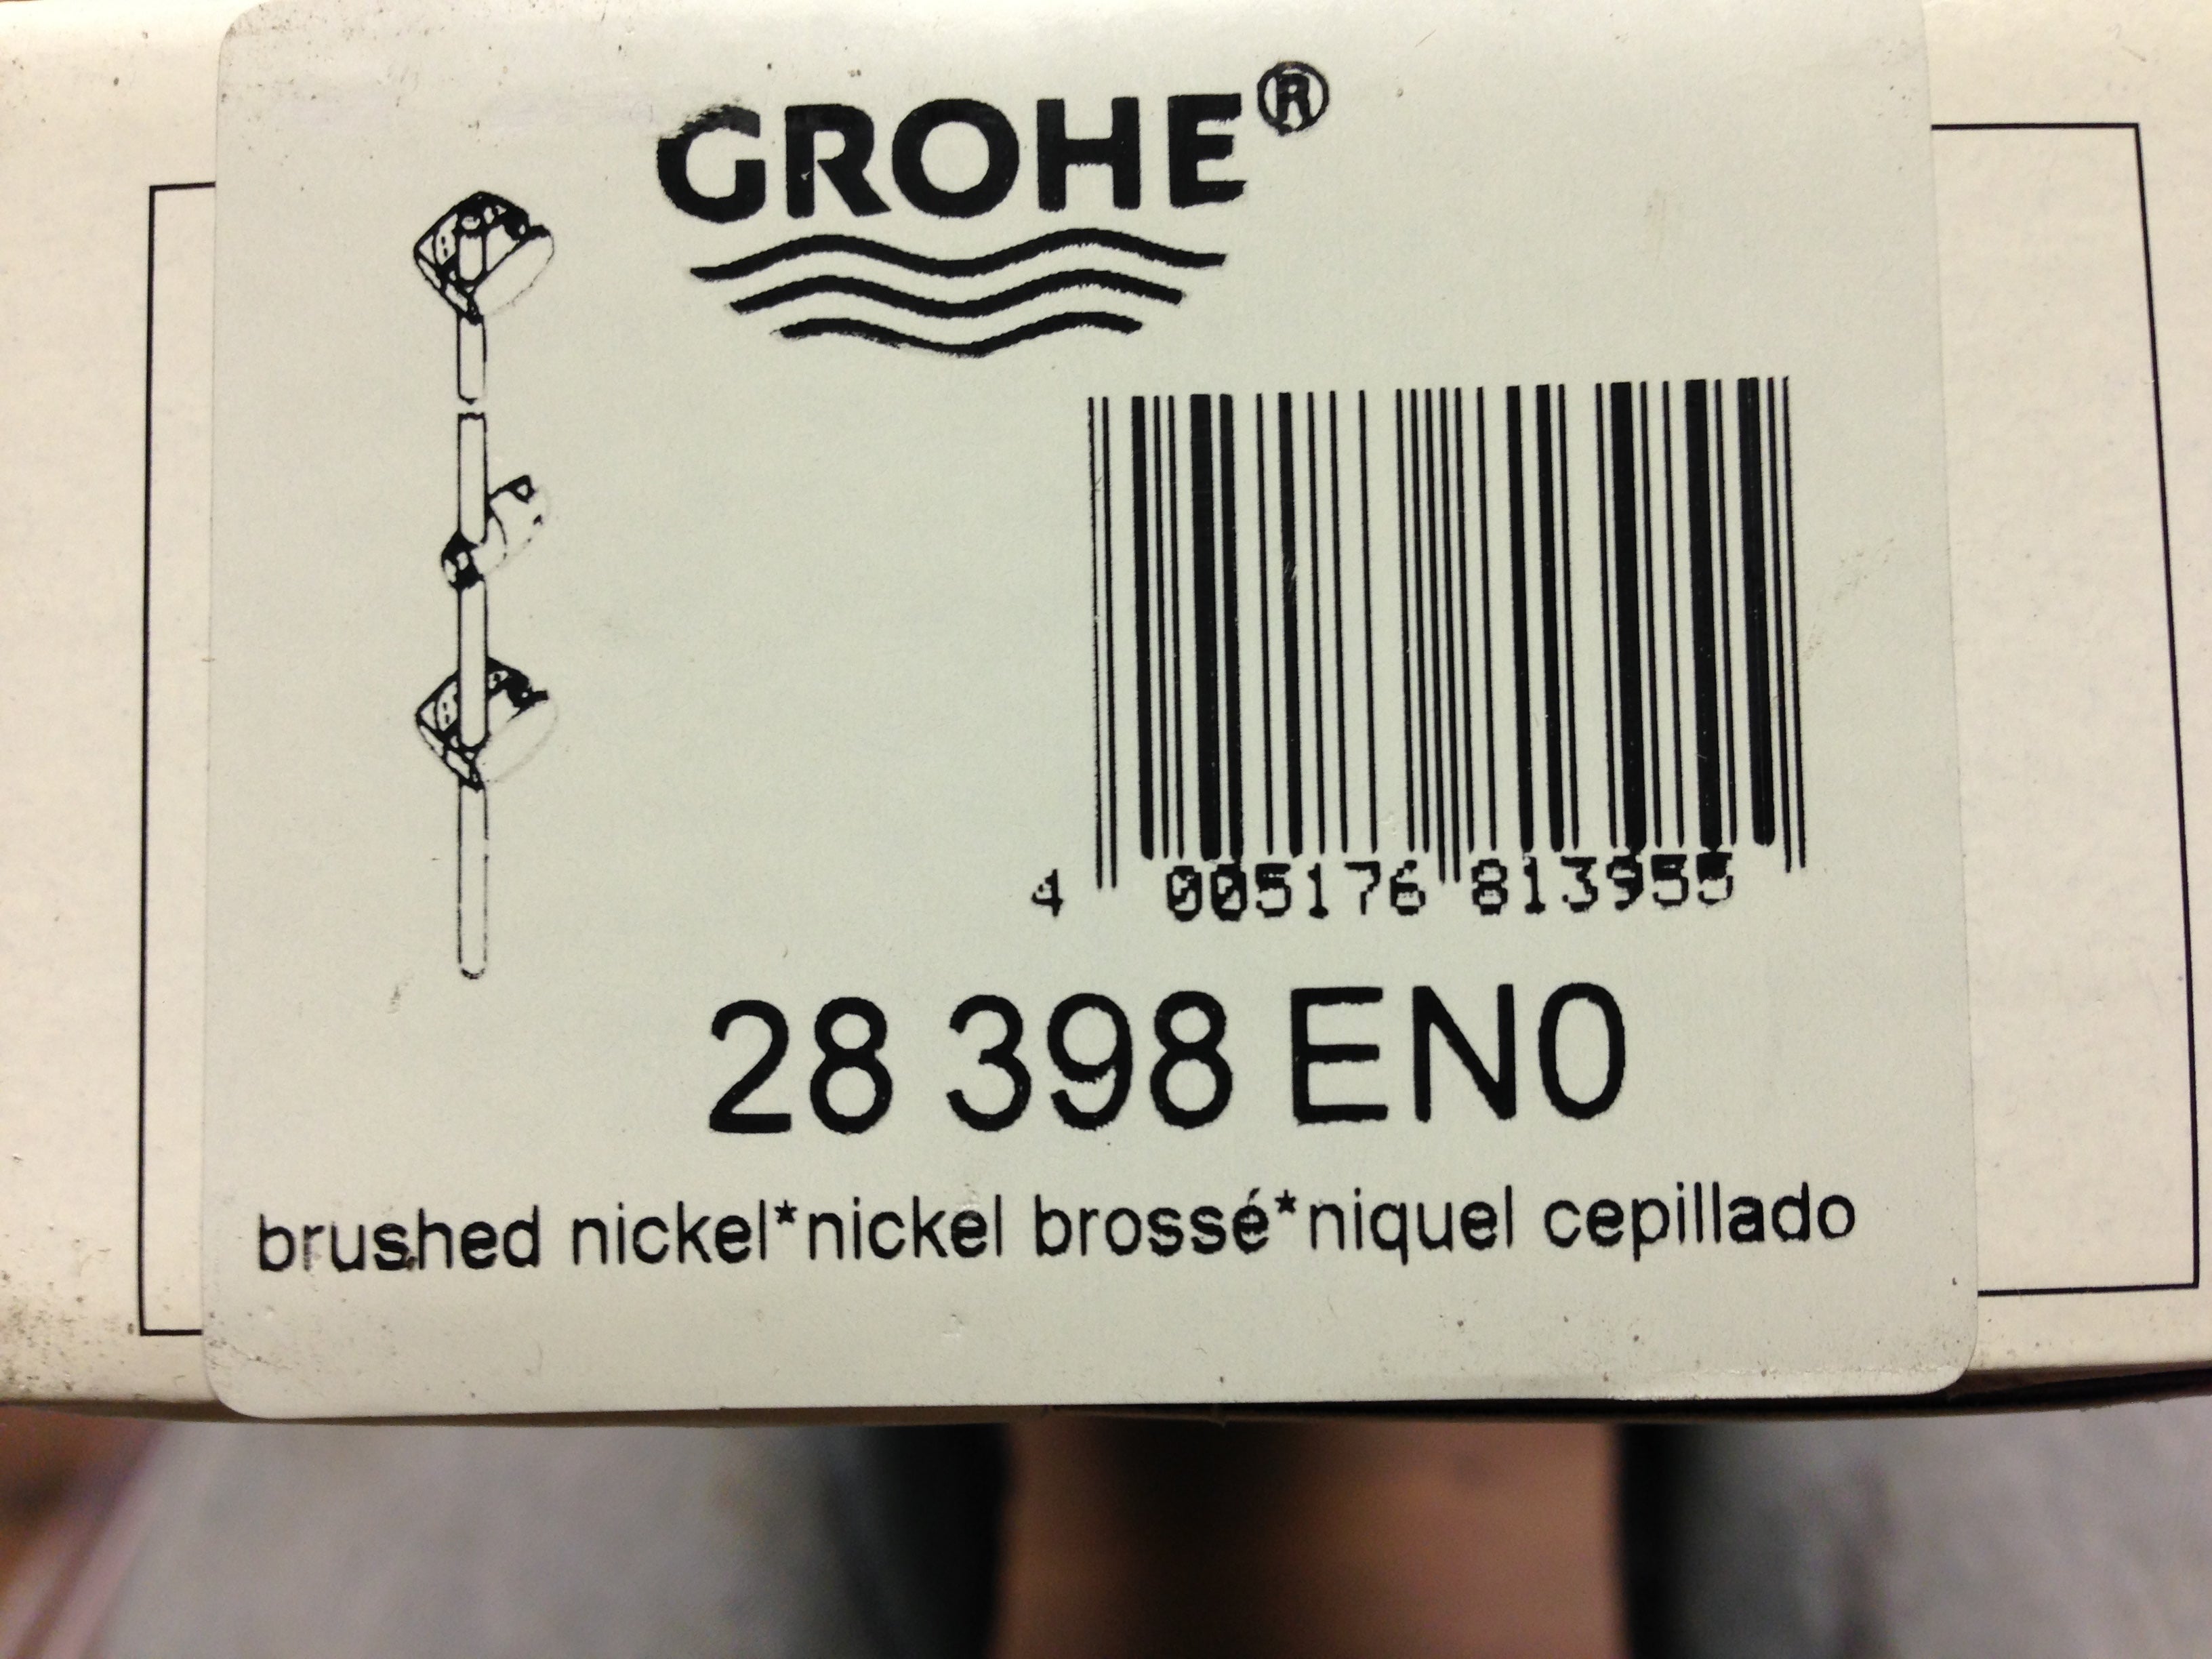 GROHE®
4 005176 813955
28 398 EN0
brushed nickel*nickel brossé*niquel cepillado